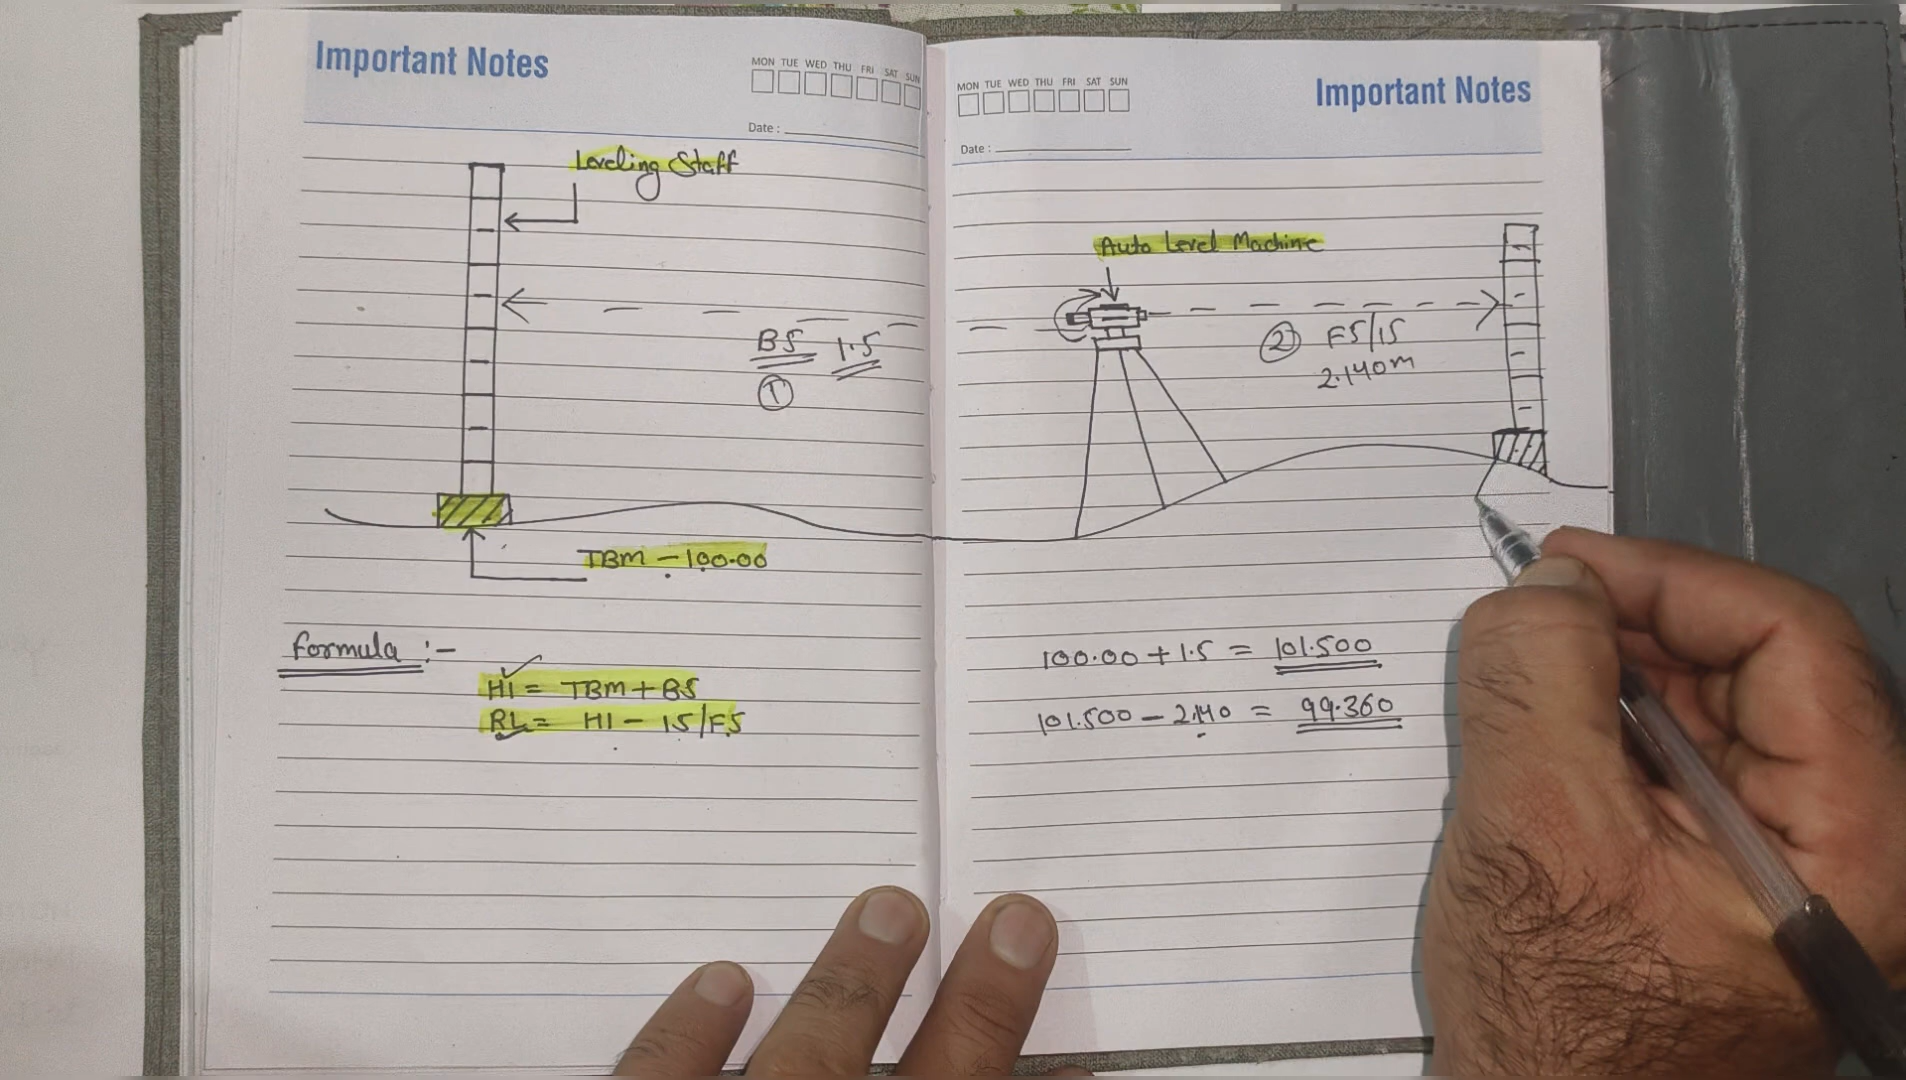 Important Notes
MON TUE WED THU FRI SAT SUN
Date :
Leveling Staff
BS 1.5
1
TBM - 100.00
Formula :-
HI = TBM + BS
RL = HI - IS/FS
MON TUE WED THU FRI SAT SUN
Important Notes
Date :
Auto Level Machine
2 FS/IS
2.140m
100.00 + 1.5 = 101.500
101.500 - 2.140 = 99.360